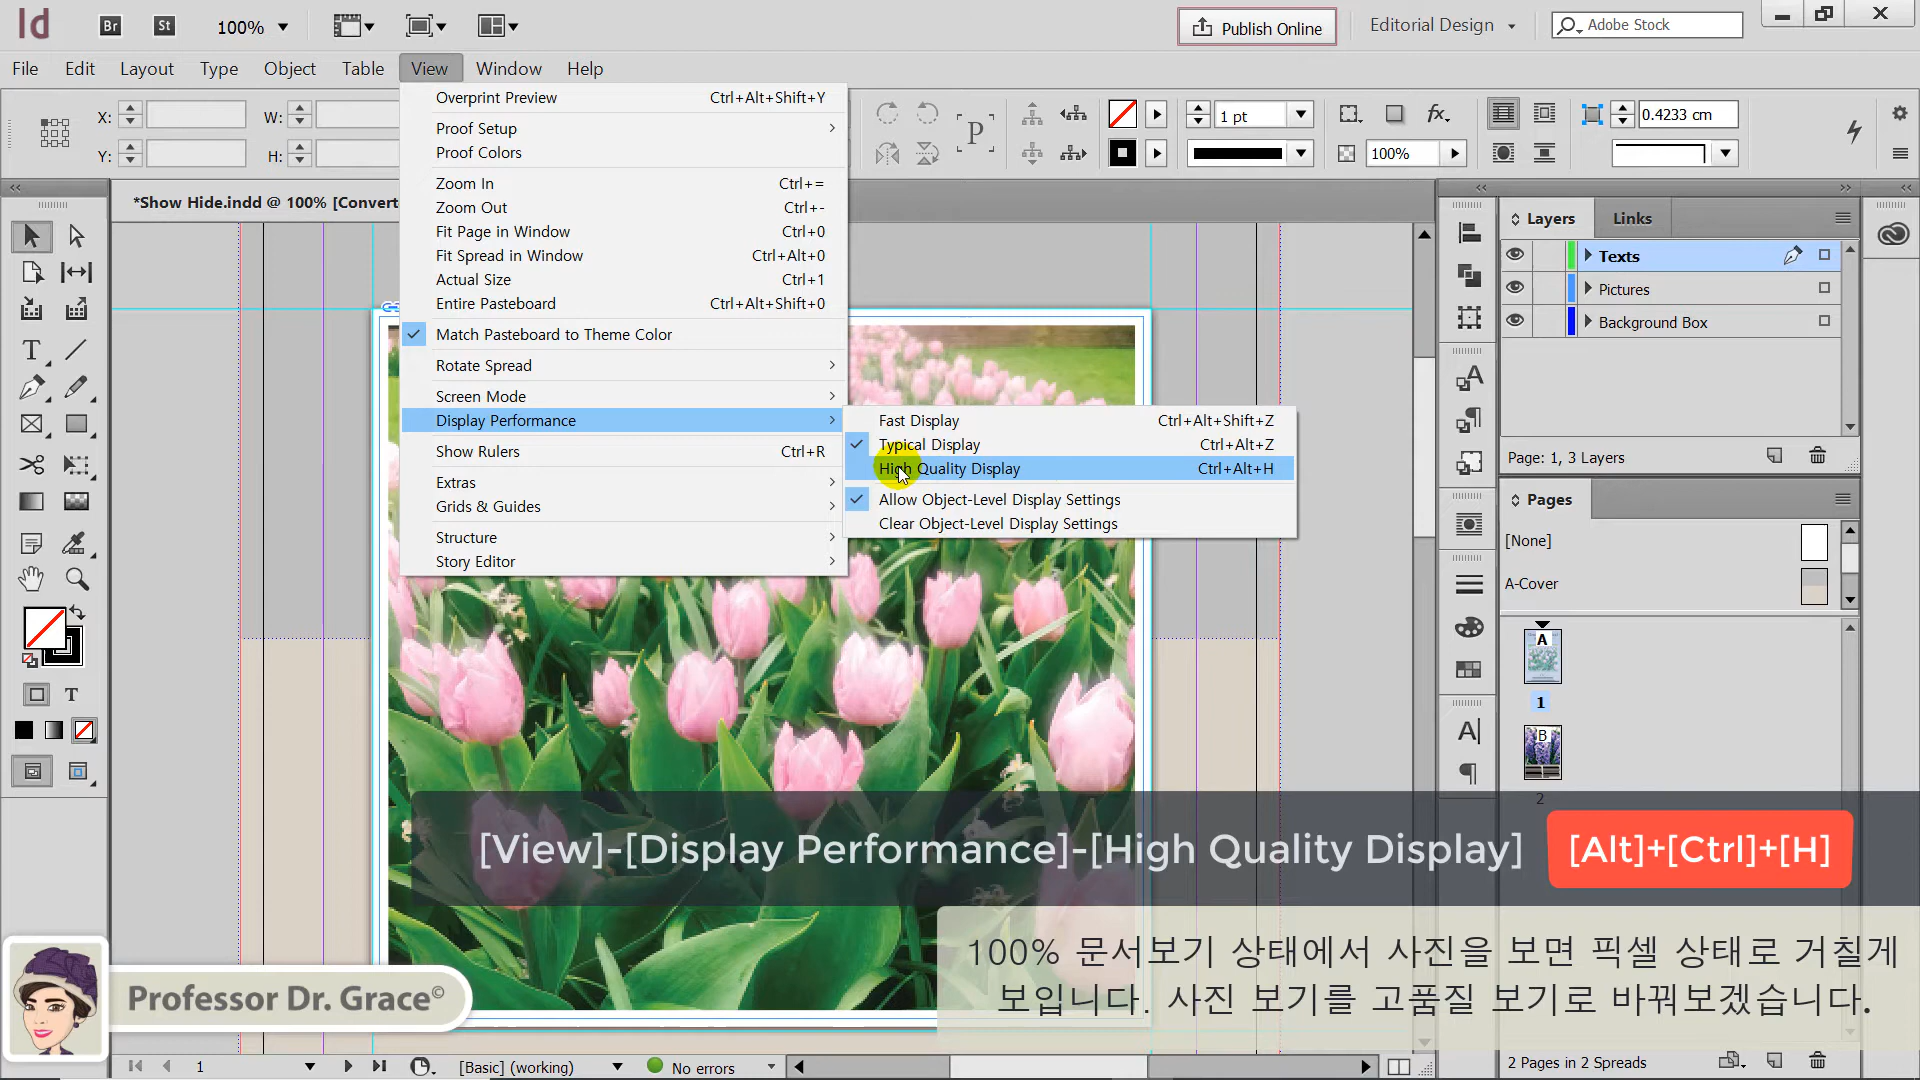 Id
Br
St
100%
Publish Online
Editorial Design
Adobe Stock
File
Edit
Layout
Type
Object
Table
View
Window
Help
X:
W:
Y:
H:
P
1 pt
fx.
0.4233 cm
100%
*Show Hide.indd @ 100% [Convert
Overprint Preview Ctrl+Alt+Shift+Y
Proof Setup
Proof Colors
Zoom In Ctrl+=
Zoom Out Ctrl+-
Fit Page in Window Ctrl+0
Fit Spread in Window Ctrl+Alt+0
Actual Size Ctrl+1
Entire Pasteboard Ctrl+Alt+Shift+0
Match Pasteboard to Theme Color
Rotate Spread
Screen Mode
Display Performance
Show Rulers Ctrl+R
Extras
Grids & Guides
Structure
Story Editor
Fast Display Ctrl+Alt+Shift+Z
Typical Display Ctrl+Alt+Z
High Quality Display Ctrl+Alt+H
Allow Object-Level Display Settings
Clear Object-Level Display Settings
Layers
Links
Texts
Pictures
Background Box
Page: 1, 3 Layers
Pages
[None]
A-Cover
A
1
B
2
[View]-[Display Performance]-[High Quality Display]
[Alt]+[Ctrl]+[H]
100% 문서보기 상태에서 사진을 보면 픽셀 상태로 거칠게
보입니다. 사진 보기를 고품질 보기로 바꿔보겠습니다.
Professor Dr. Grace©
1
[Basic] (working)
No errors
2 Pages in 2 Spreads